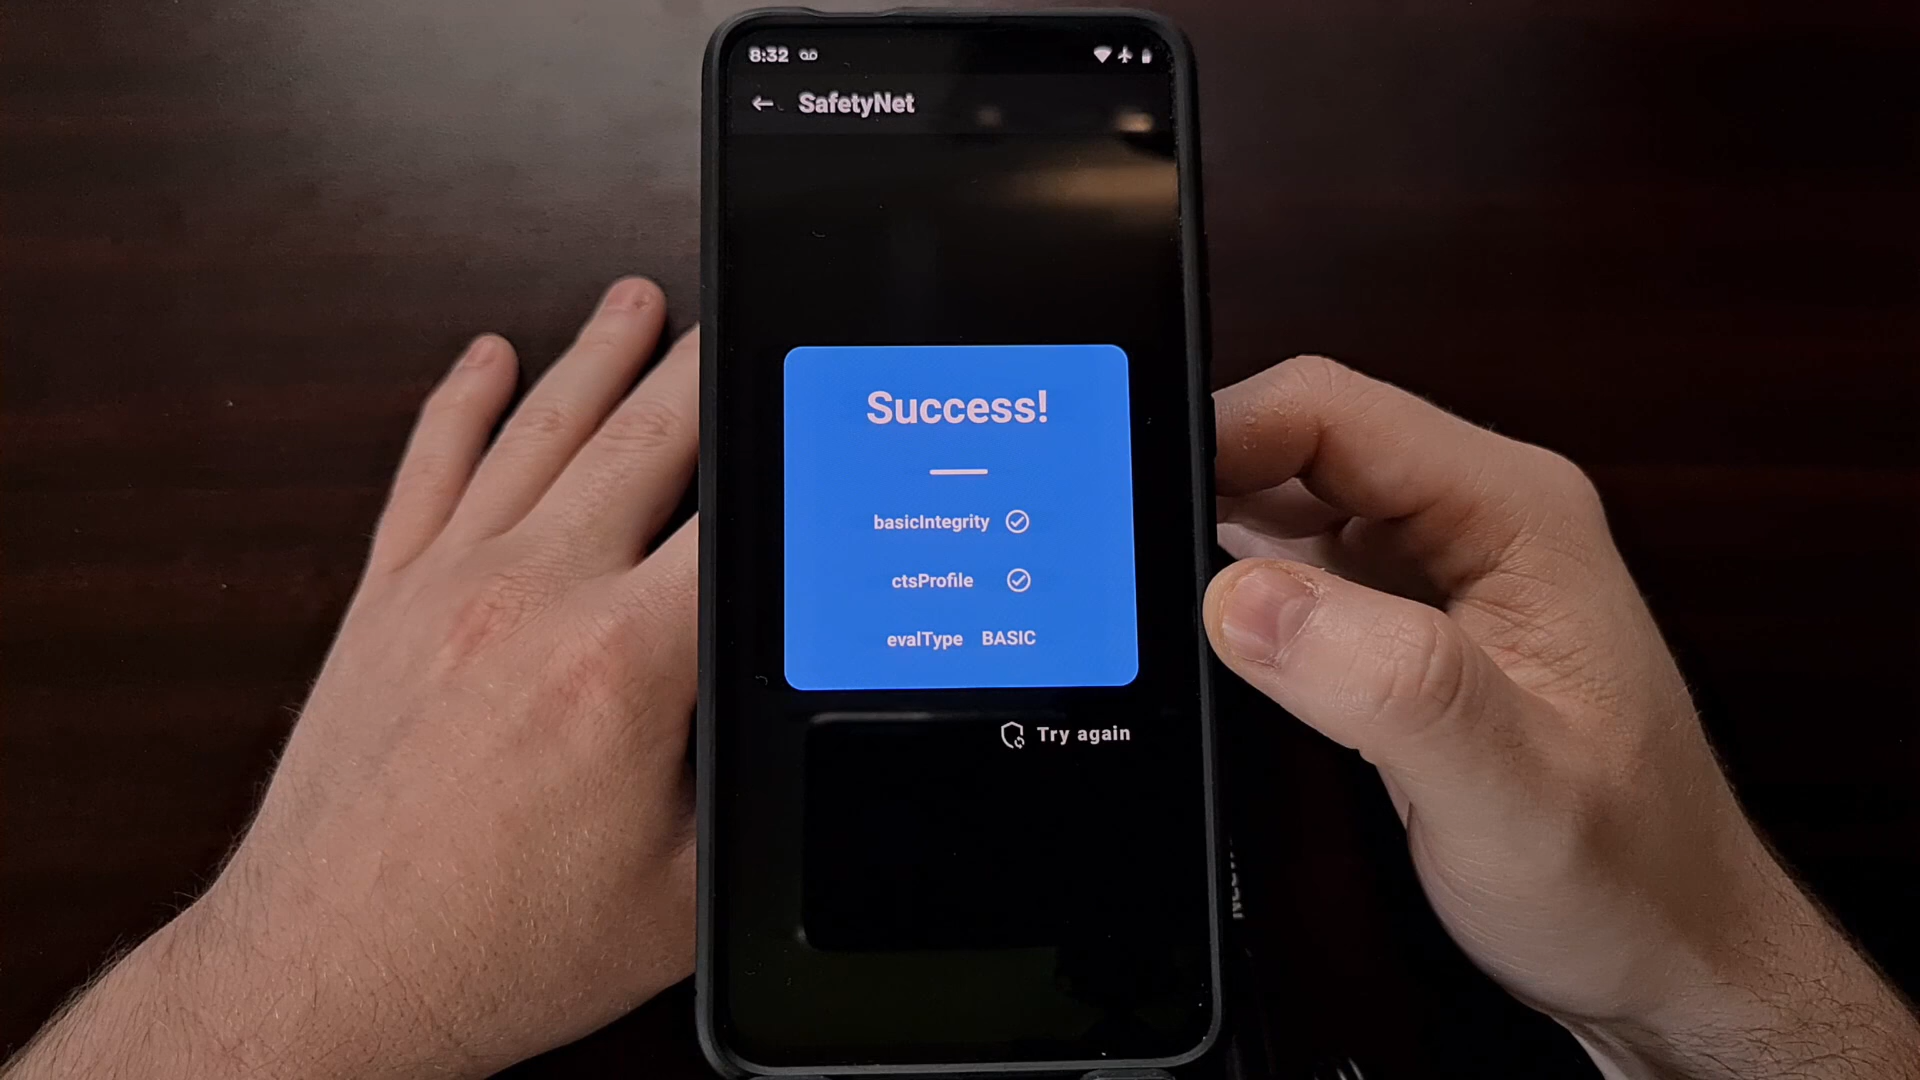 8:32
SafetyNet
Success!
basicIntegrity
ctsProfile
evalType BASIC
Try again